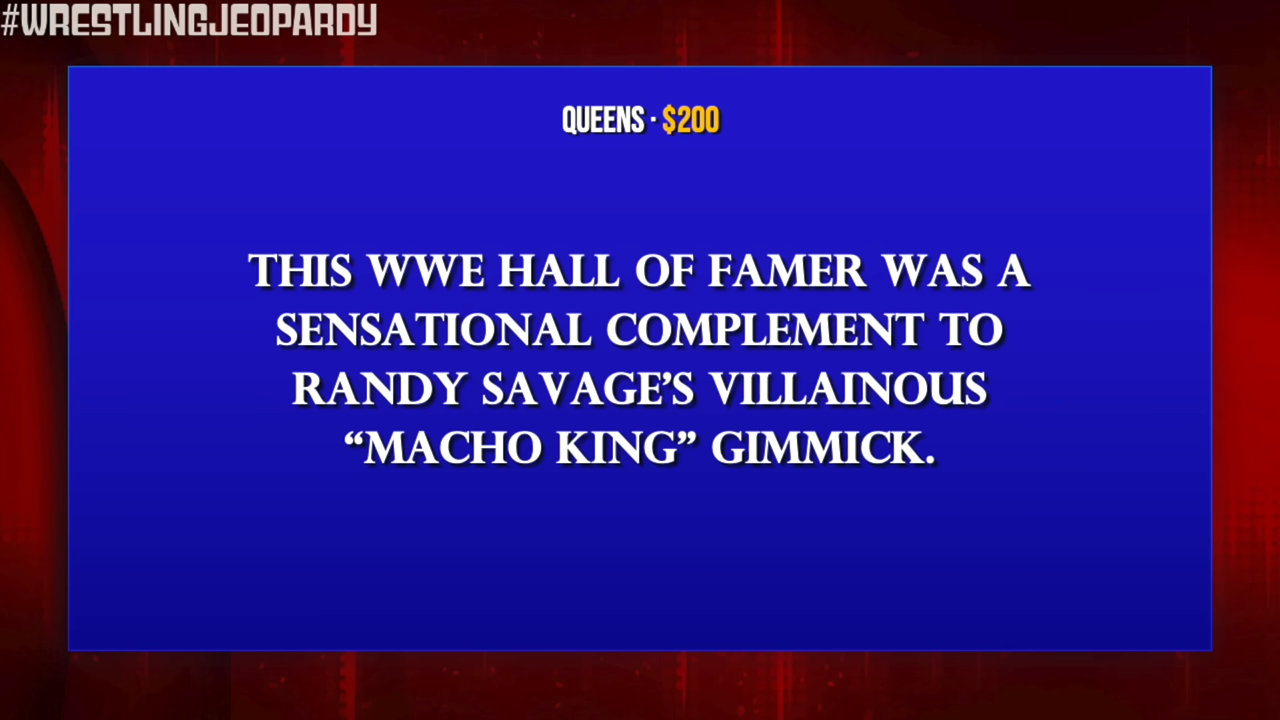 #WRESTLINGJEOPARDY
QUEENS · $200
THIS WWE HALL OF FAMER WAS A
SENSATIONAL COMPLEMENT TO
RANDY SAVAGE’S VILLAINOUS
“MACHO KING” GIMMICK.